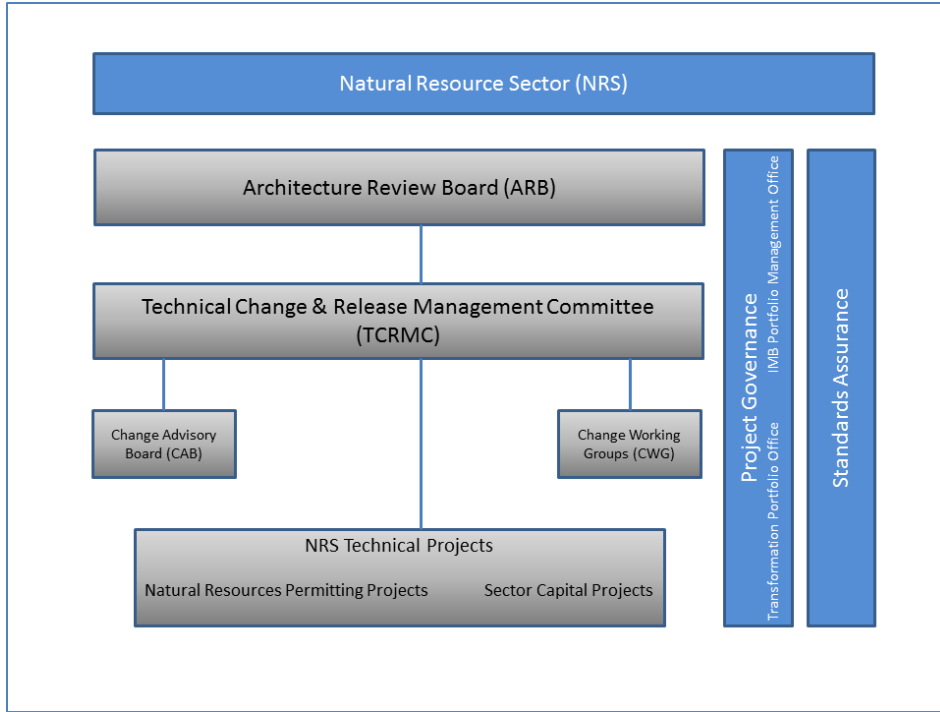 Natural Resource Sector (NRS)
Architecture Review Board (ARB)
Technical Change & Release Management Committee
(TCRMC)
Change Advisory
Board (CAB)
Change Working
Groups (CWG)
NRS Technical Projects
Natural Resources Permitting Projects
Sector Capital Projects
Project Governance
Transformation Portfolio Office
IMB Portfolio Management Office
Standards Assurance